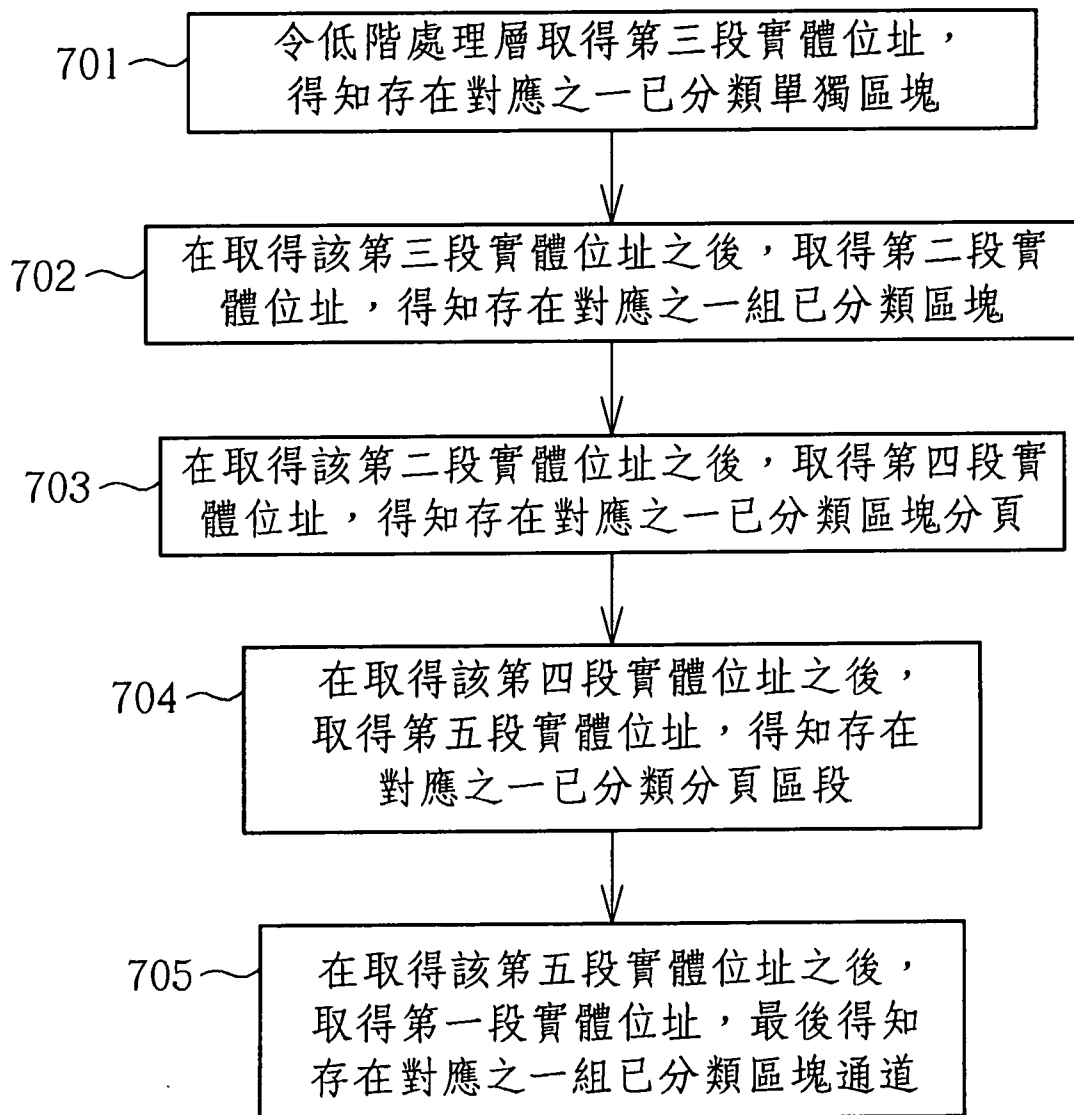 701
令低階處理層取得第三段實體位址，
得知存在對應之一已分類單獨區塊
702
在取得該第三段實體位址之後，取得第二段實
體位址，得知存在對應之一組已分類區塊
703
在取得該第二段實體位址之後，取得第四段實
體位址，得知存在對應之一已分類區塊分頁
704
在取得該第四段實體位址之後，
取得第五段實體位址，得知存在
對應之一已分類分頁區段
705
在取得該第五段實體位址之後，
取得第一段實體位址，最後得知
存在對應之一組已分類區塊通道